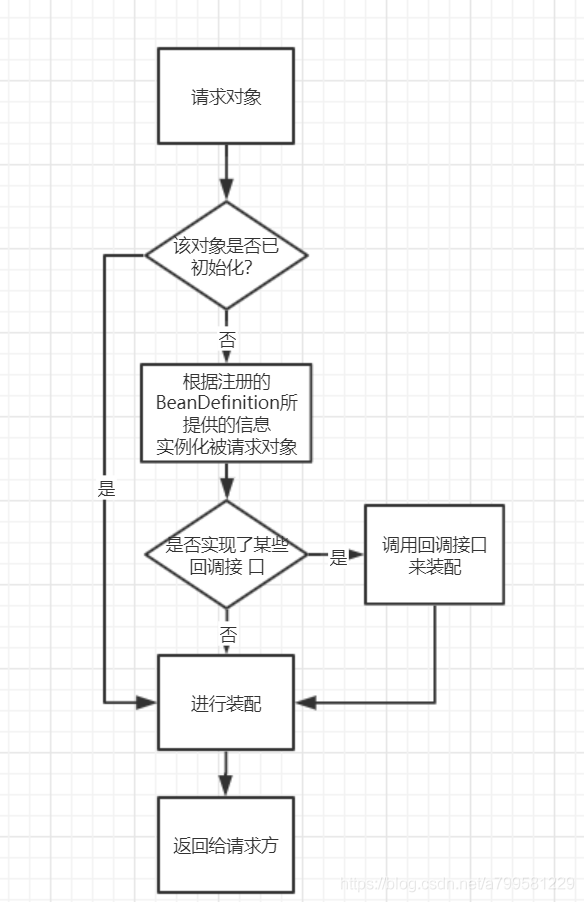 请求对象
该对象是否已
初始化?
否
根据注册的
BeanDefinition所
提供的信息
实例化被请求对象
是
是否实现了某些
回调接 口
是
调用回调接口
来装配
否
进行装配
返回给请求方
https://blog.csdn.net/a799581229